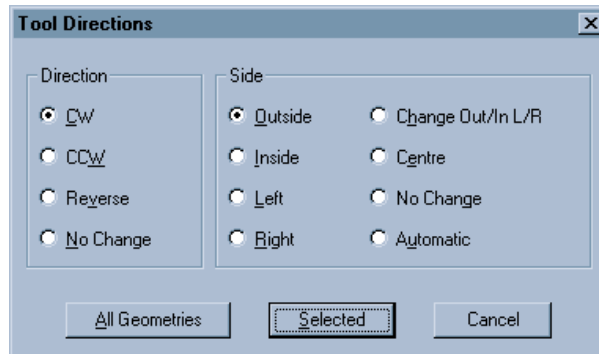 Tool Directions
Direction
CW
CCW
Reverse
No Change
Side
Outside
Inside
Left
Right
Change Out/In L/R
Centre
No Change
Automatic
All Geometries
Selected
Cancel